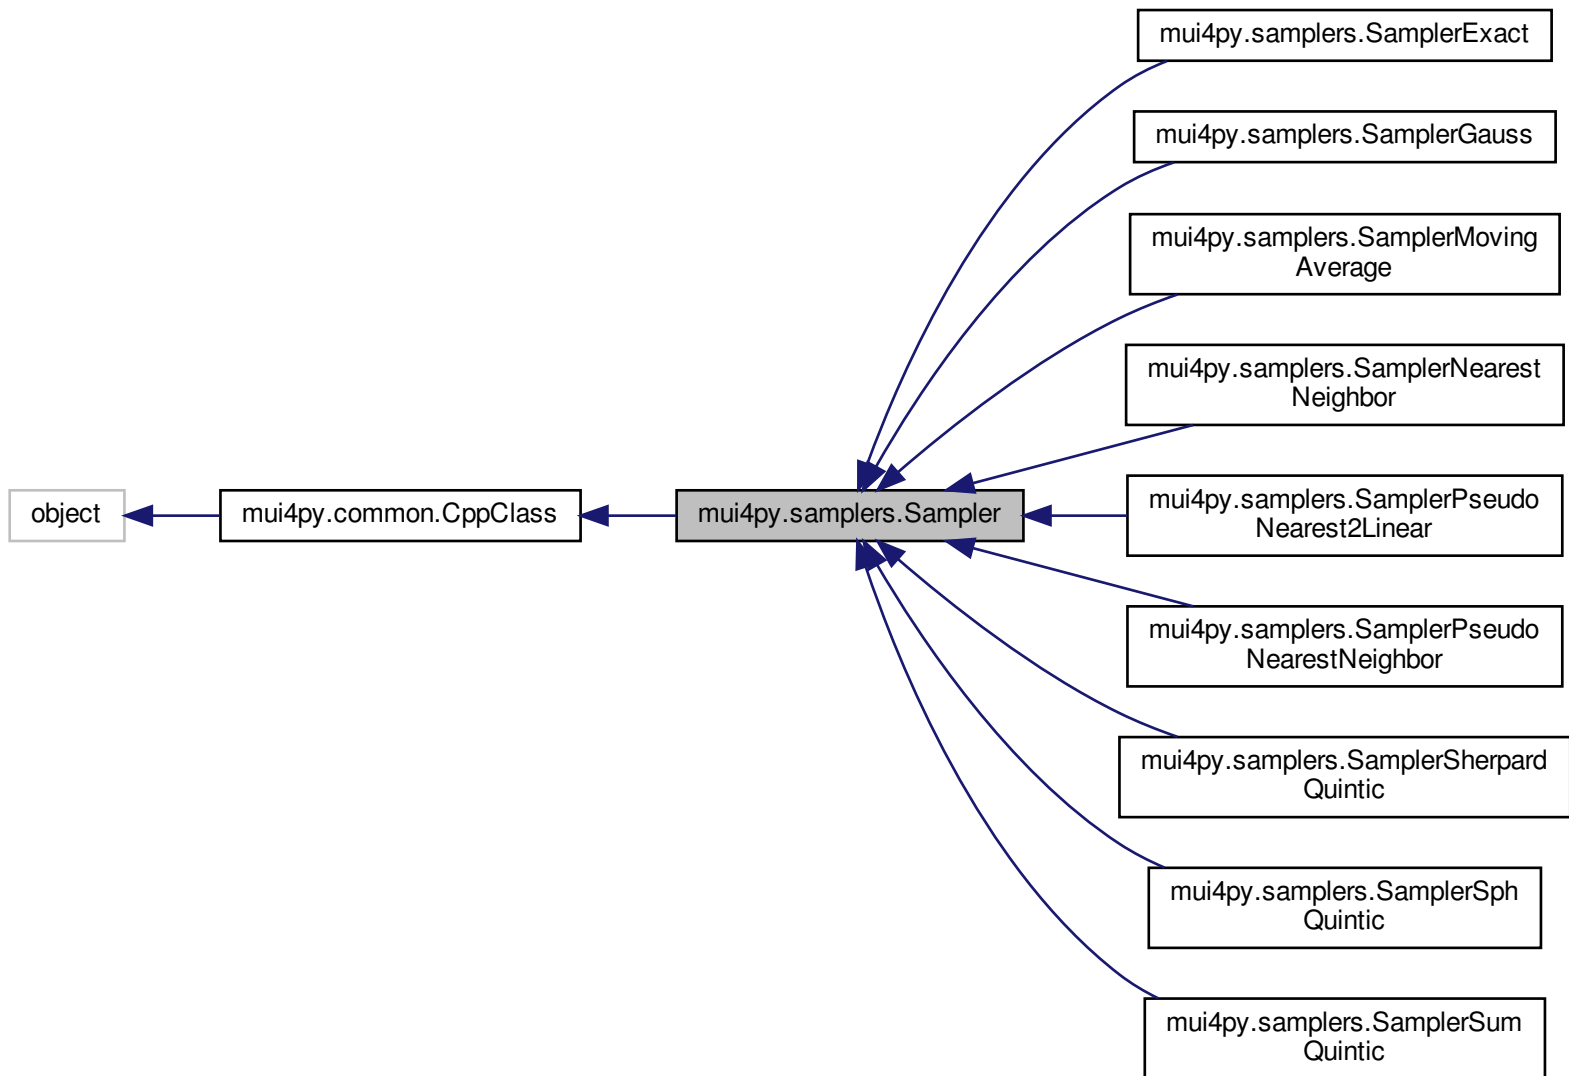 mui4py.samplers.SamplerExact
mui4py.samplers.SamplerGauss
mui4py.samplers.SamplerMoving
Average
mui4py.samplers.SamplerNearest
Neighbor
object
mui4py.common.CppClass
mui4py.samplers.Sampler
mui4py.samplers.SamplerPseudo
Nearest2Linear
mui4py.samplers.SamplerPseudo
NearestNeighbor
mui4py.samplers.SamplerSherpard
Quintic
mui4py.samplers.SamplerSph
Quintic
mui4py.samplers.SamplerSum
Quintic